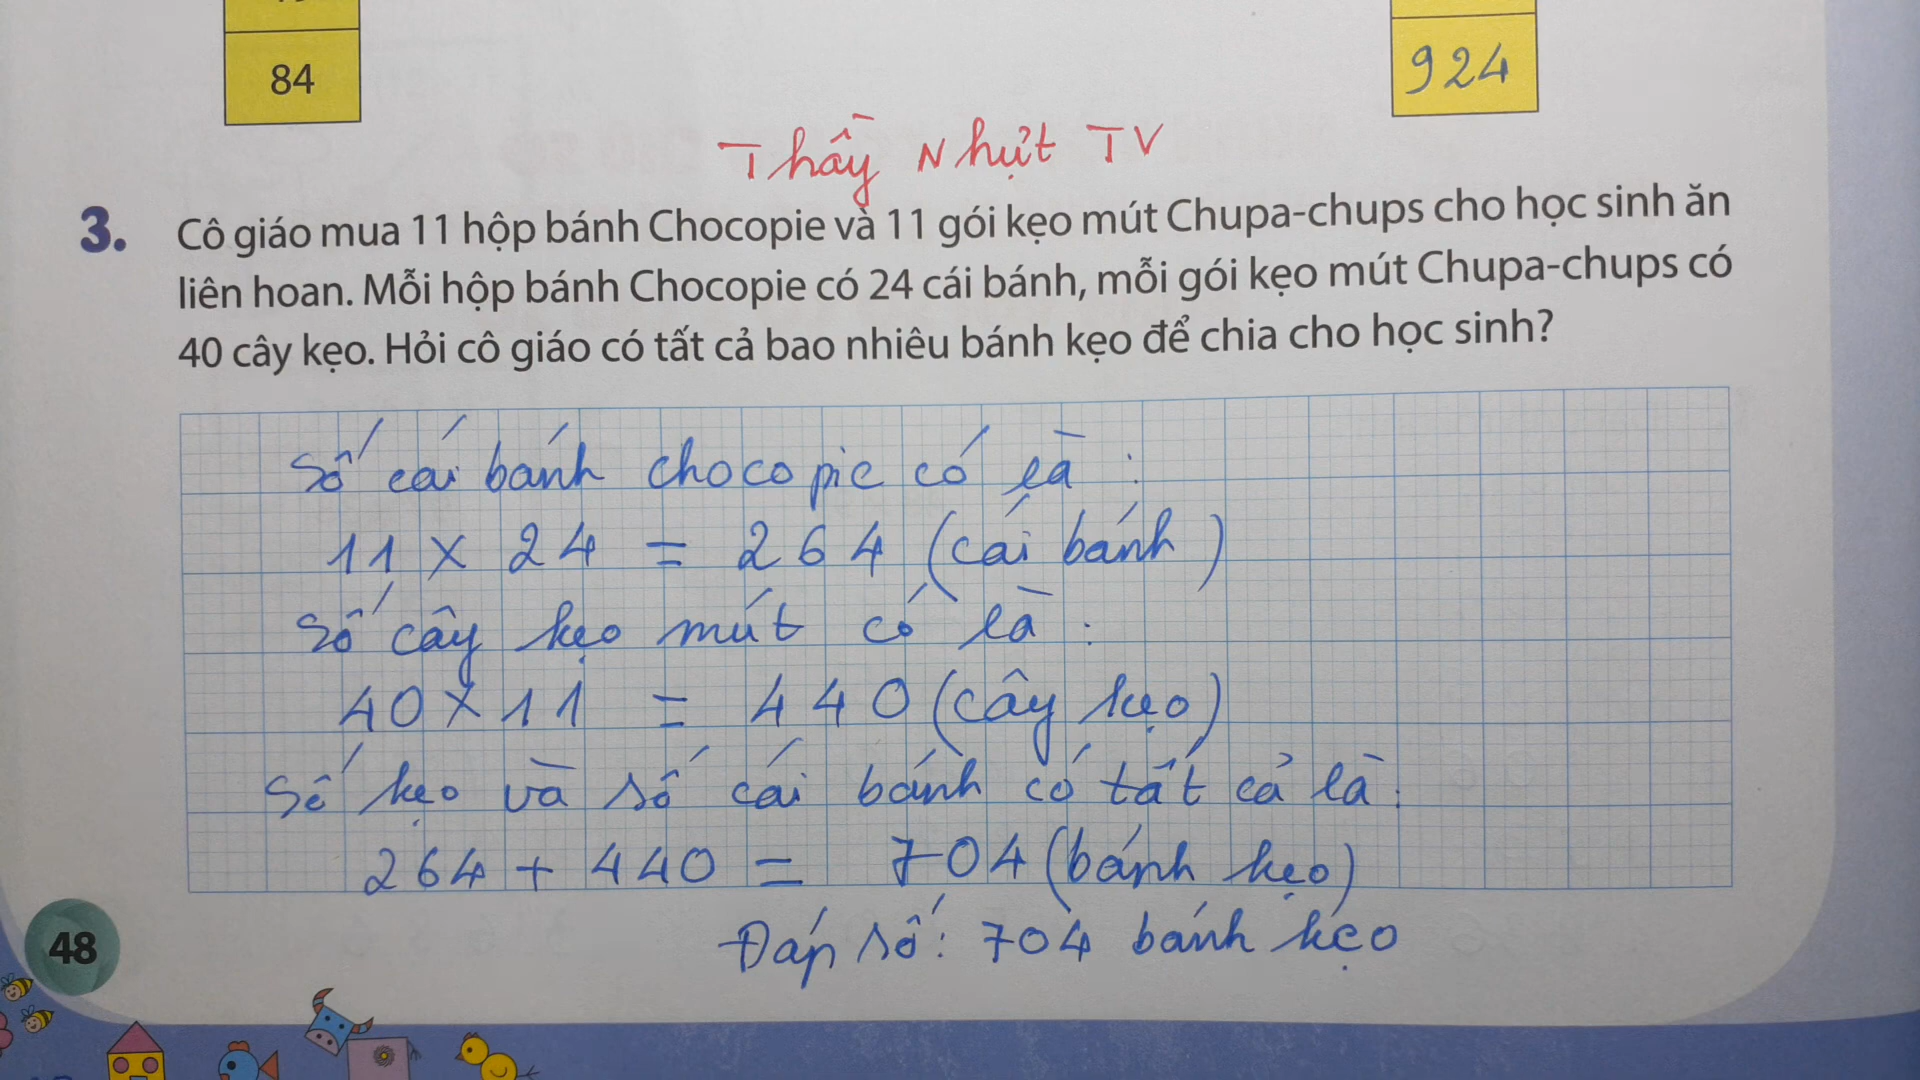 84
924
Thầy Nhựt TV
3. Cô giáo mua 11 hộp bánh Chocopie và 11 gói kẹo mút Chupa-chups cho học sinh ăn
liên hoan. Mỗi hộp bánh Chocopie có 24 cái bánh, mỗi gói kẹo mút Chupa-chups có
40 cây kẹo. Hỏi cô giáo có tất cả bao nhiêu bánh kẹo để chia cho học sinh?
Số cái bánh chocopie có là :
11 x 24 = 264 (cái bánh)
Số cây kẹo mút có là :
40 x 11 = 440 (cây kẹo)
Số kẹo và số cái bánh có tất cả là :
264 + 440 = 704 (bánh kẹo)
Đáp số: 704 bánh kẹo
48